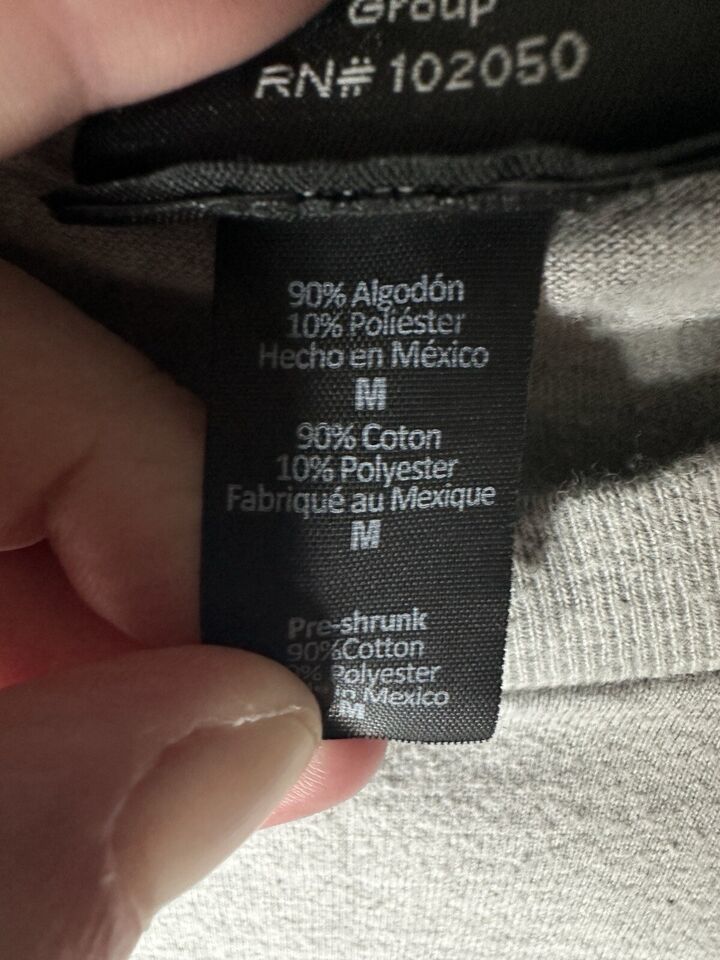 Group
RN# 102050
90% Algodón
10% Poliéster
Hecho en México
M
90% Coton
10% Polyester
Fabriqué au Mexique
M
Pre-shrunk
90%Cotton
Polyester
in Mexico
M